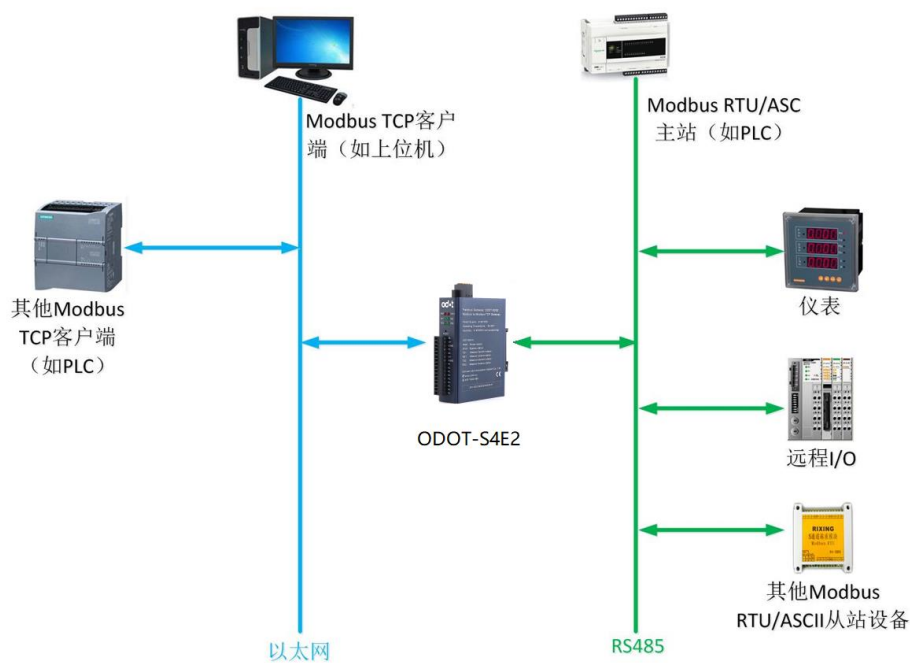 Modbus TCP客户
端（如上位机）
Modbus RTU/ASC
主站（如PLC）
其他Modbus
TCP客户端
（如PLC）
仪表
ODOT-S4E2
远程I/O
RIXING
其他Modbus
RTU/ASCII从站设备
以太网
RS485